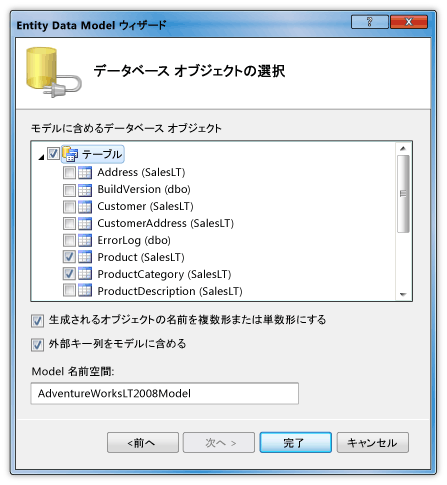 Entity Data Model ウィザード
データベース オブジェクトの選択
モデルに含めるデータベース オブジェクト
テーブル
Address (SalesLT)
BuildVersion (dbo)
Customer (SalesLT)
CustomerAddress (SalesLT)
ErrorLog (dbo)
Product (SalesLT)
ProductCategory (SalesLT)
ProductDescription (SalesLT)
生成されるオブジェクトの名前を複数形または単数形にする
外部キー列をモデルに含める
Model 名前空間:
AdventureWorksLT2008Model
<前へ 次へ > 完了 キャンセル